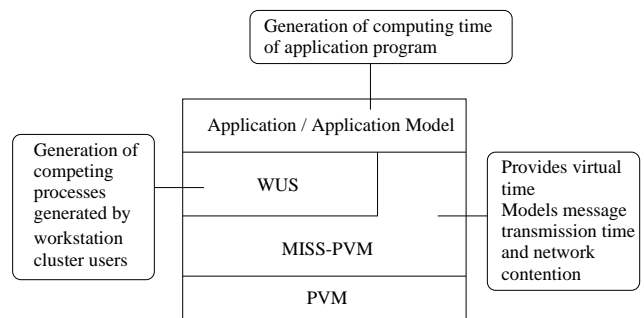 Generation of computing time
of application program
Application / Application Model
Generation of
competing
processes
generated by
workstation
cluster users
WUS
Provides virtual
time
Models message
transmission time
and network
contention
MISS-PVM
PVM